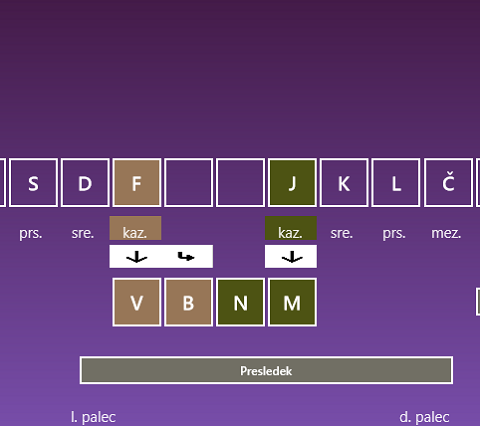 S D F J K L Č
prs. sre. kaz. kaz. sre. prs. mez.
V B N M
Presledek
l. palec d. palec